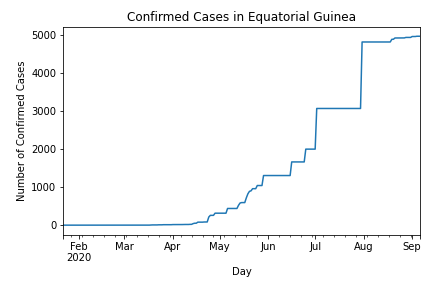 Confirmed Cases in Equatorial Guinea
Number of Confirmed Cases
5000
4000
3000
2000
1000
0
Feb Mar Apr May Jun Jul Aug Sep
2020
Day